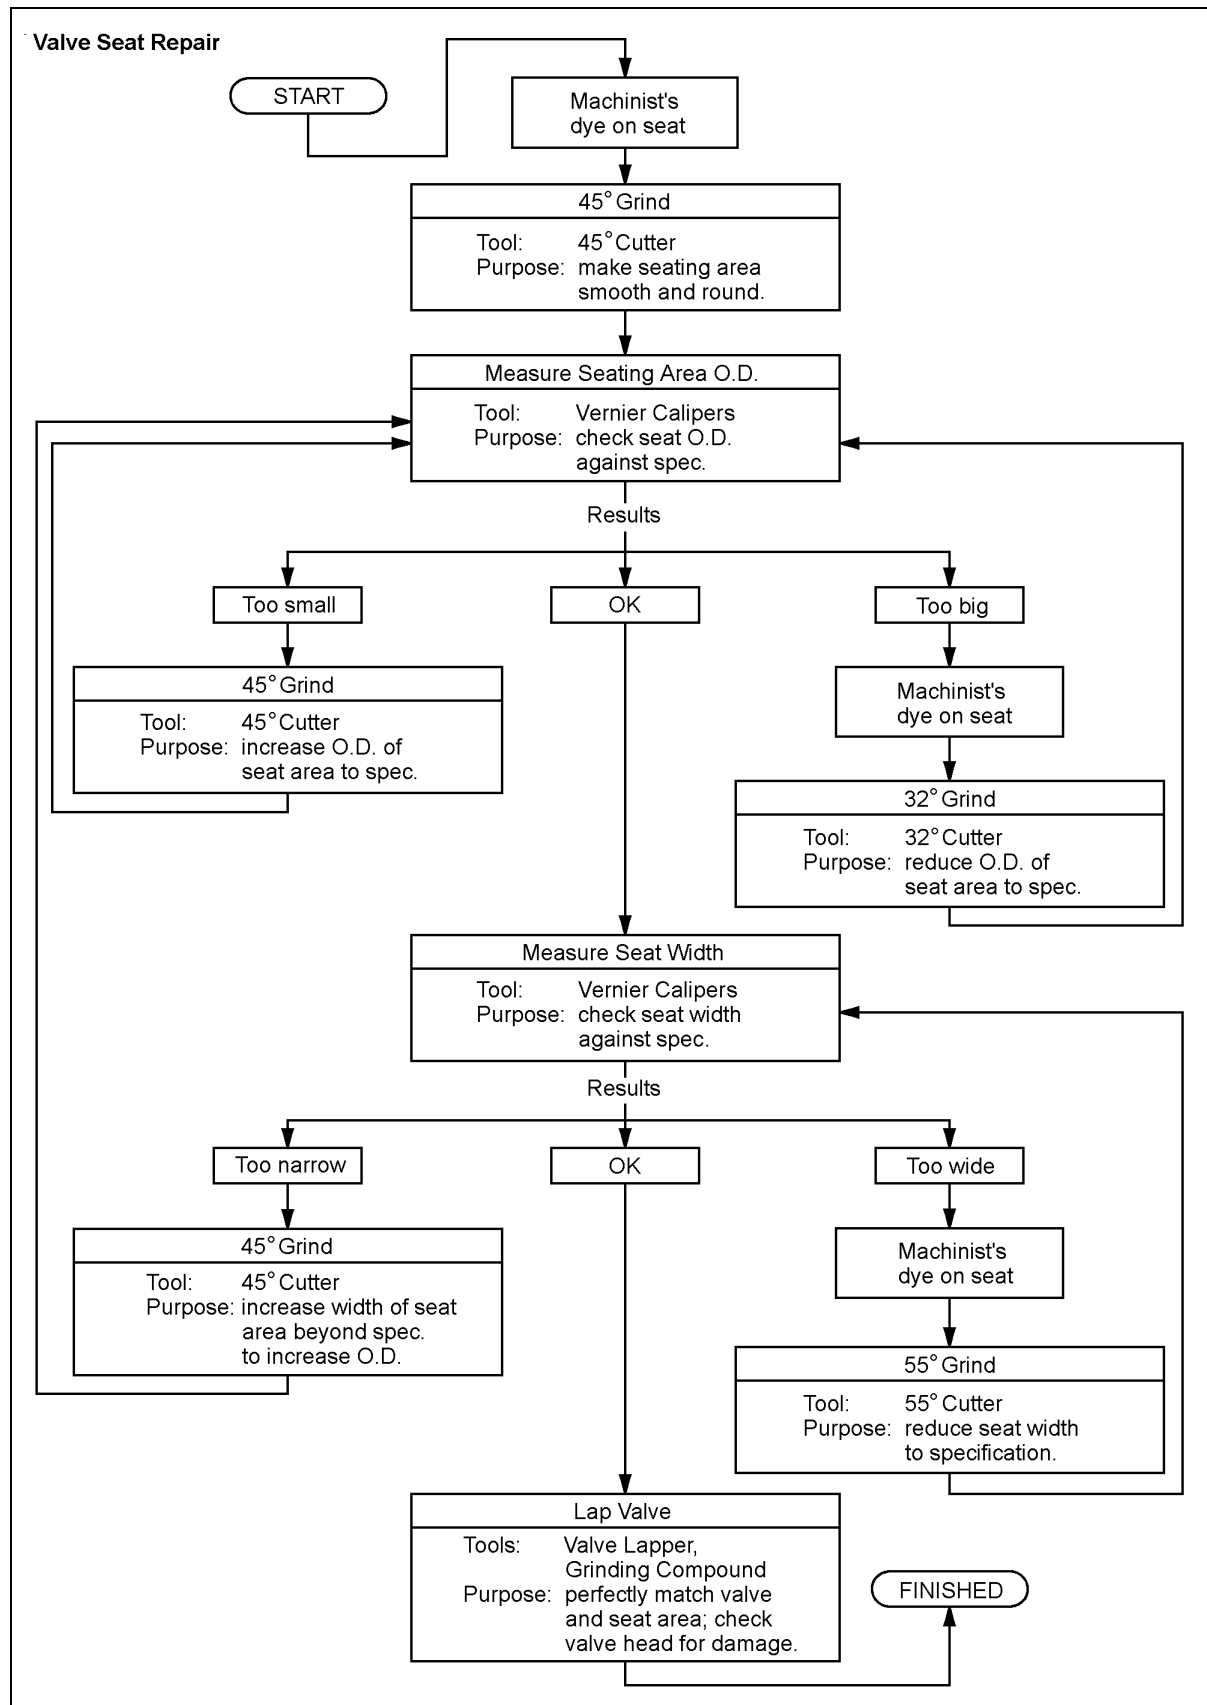 Valve Seat Repair
START
Machinist's
dye on seat
45° Grind
Tool: 45° Cutter
Purpose: make seating area
smooth and round.
Measure Seating Area O.D.
Tool: Vernier Calipers
Purpose: check seat O.D.
against spec.
Results
Too small
OK
Too big
45° Grind
Tool: 45° Cutter
Purpose: increase O.D. of
seat area to spec.
Machinist's
dye on seat
32° Grind
Tool: 32° Cutter
Purpose: reduce O.D. of
seat area to spec.
Measure Seat Width
Tool: Vernier Calipers
Purpose: check seat width
against spec.
Results
Too narrow
OK
Too wide
45° Grind
Tool: 45° Cutter
Purpose: increase width of seat
area beyond spec.
to increase O.D.
Machinist's
dye on seat
55° Grind
Tool: 55° Cutter
Purpose: reduce seat width
to specification.
Lap Valve
Tools: Valve Lapper,
Grinding Compound
Purpose: perfectly match valve
and seat area; check
valve head for damage.
FINISHED